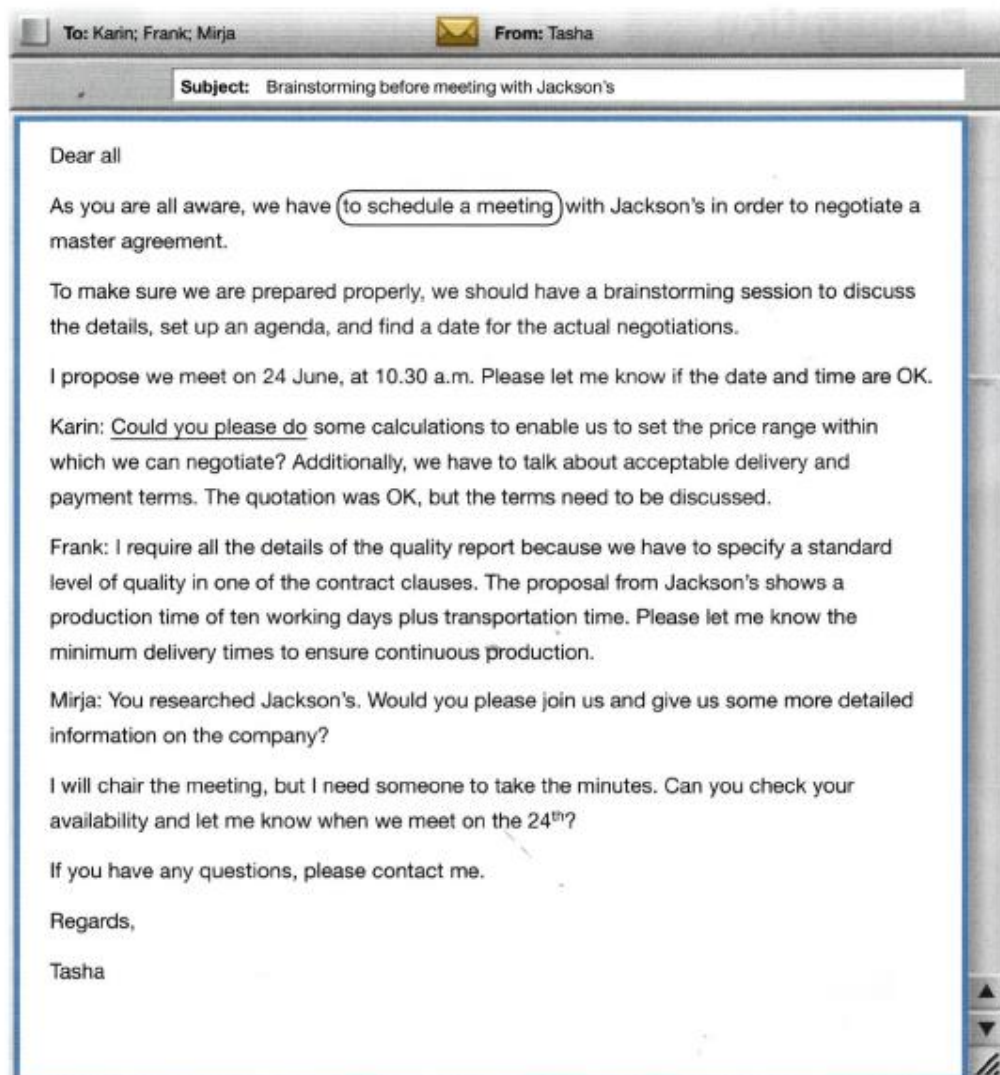 To: Karin; Frank; Mirja From: Tasha
Subject: Brainstorming before meeting with Jackson's
Dear all
As you are all aware, we have to schedule a meeting with Jackson's in order to negotiate a
master agreement.
To make sure we are prepared properly, we should have a brainstorming session to discuss
the details, set up an agenda, and find a date for the actual negotiations.
I propose we meet on 24 June, at 10.30 a.m. Please let me know if the date and time are OK.
Karin: Could you please do some calculations to enable us to set the price range within
which we can negotiate? Additionally, we have to talk about acceptable delivery and
payment terms. The quotation was OK, but the terms need to be discussed.
Frank: I require all the details of the quality report because we have to specify a standard
level of quality in one of the contract clauses. The proposal from Jackson's shows a
production time of ten working days plus transportation time. Please let me know the
minimum delivery times to ensure continuous production.
Mirja: You researched Jackson's. Would you please join us and give us some more detailed
information on the company?
I will chair the meeting, but I need someone to take the minutes. Can you check your
availability and let me know when we meet on the 24th?
If you have any questions, please contact me.
Regards,
Tasha